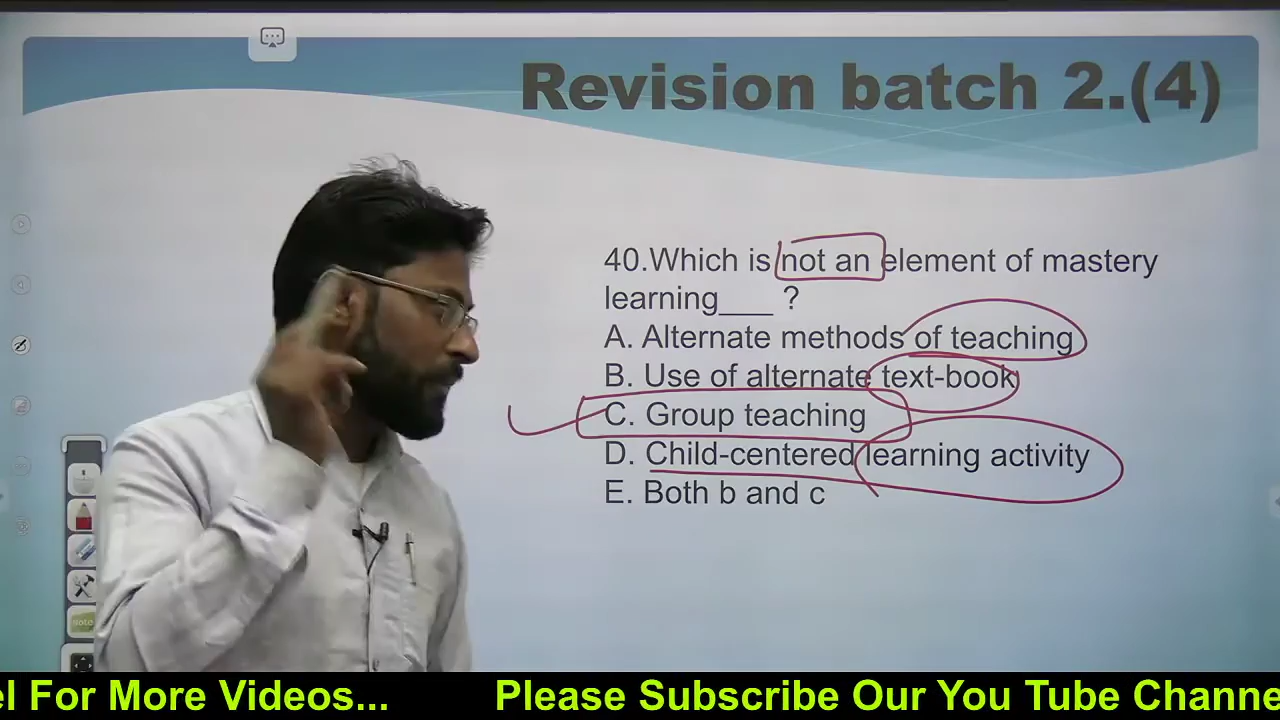 Revision batch 2.(4)
40.Which is not an element of mastery
learning___ ?
A. Alternate methods of teaching
B. Use of alternate text-book
C. Group teaching
D. Child-centered learning activity
E. Both b and c
note
el For More Videos... Please Subscribe Our You Tube Channe